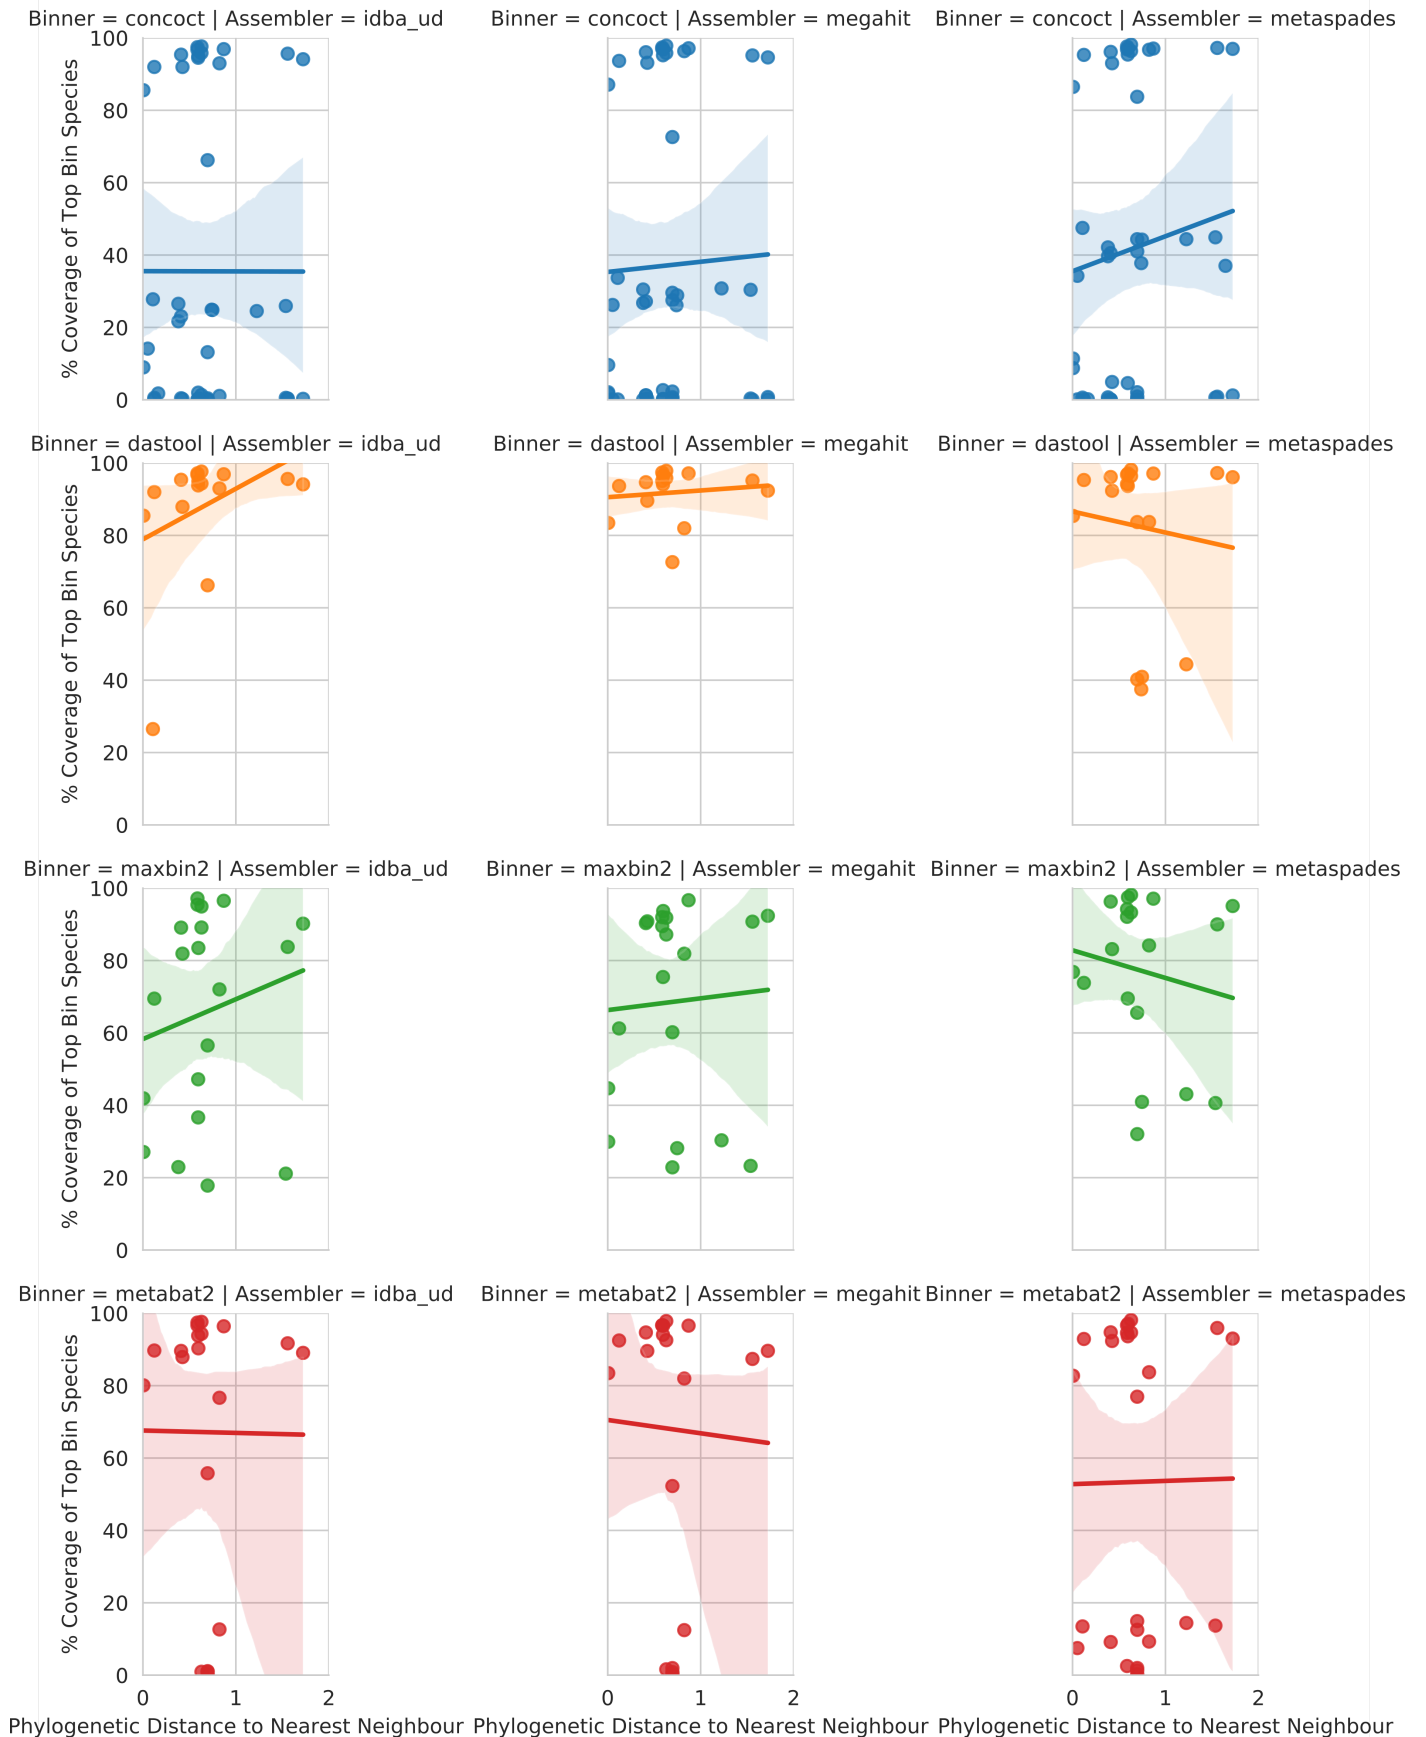 Binner = concoct | Assembler = idba_ud
Binner = concoct | Assembler = megahit
Binner = concoct | Assembler = metaspades
% Coverage of Top Bin Species
100
80
60
40
20
0
Binner = dastool | Assembler = idba_ud
Binner = dastool | Assembler = megahit
Binner = dastool | Assembler = metaspades
% Coverage of Top Bin Species
100
80
60
40
20
0
Binner = maxbin2 | Assembler = idba_ud
Binner = maxbin2 | Assembler = megahit
Binner = maxbin2 | Assembler = metaspades
% Coverage of Top Bin Species
100
80
60
40
20
0
Binner = metabat2 | Assembler = idba_ud
Binner = metabat2 | Assembler = megahit
Binner = metabat2 | Assembler = metaspades
% Coverage of Top Bin Species
100
80
60
40
20
0
0 1 2
0 1 2
0 1 2
Phylogenetic Distance to Nearest Neighbour
Phylogenetic Distance to Nearest Neighbour
Phylogenetic Distance to Nearest Neighbour